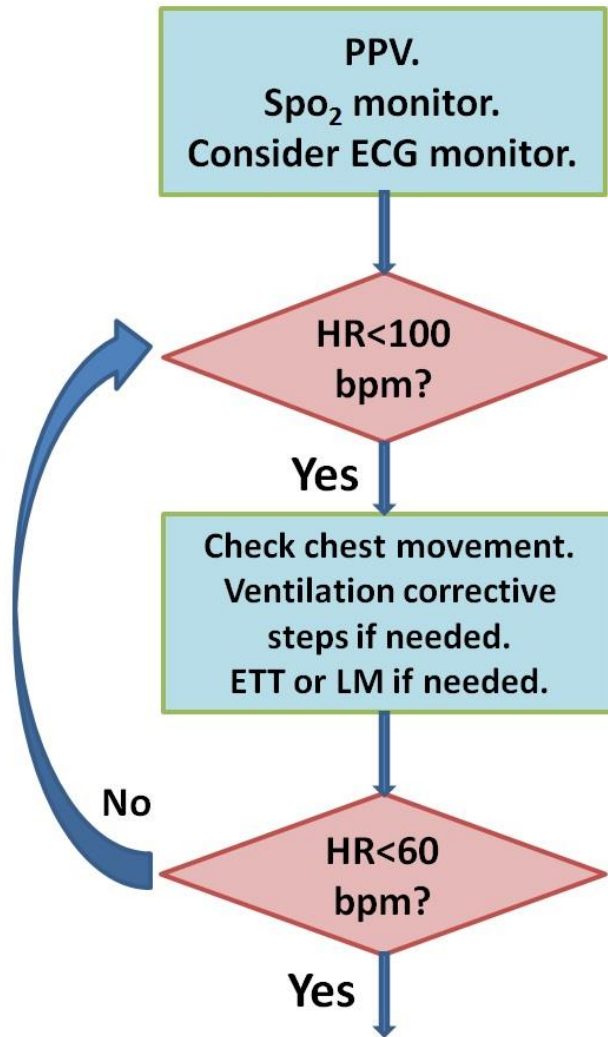 PPV.
Spo₂ monitor.
Consider ECG monitor.
HR<100
bpm?
Yes
Check chest movement.
Ventilation corrective
steps if needed.
ETT or LM if needed.
No
HR<60
bpm?
Yes